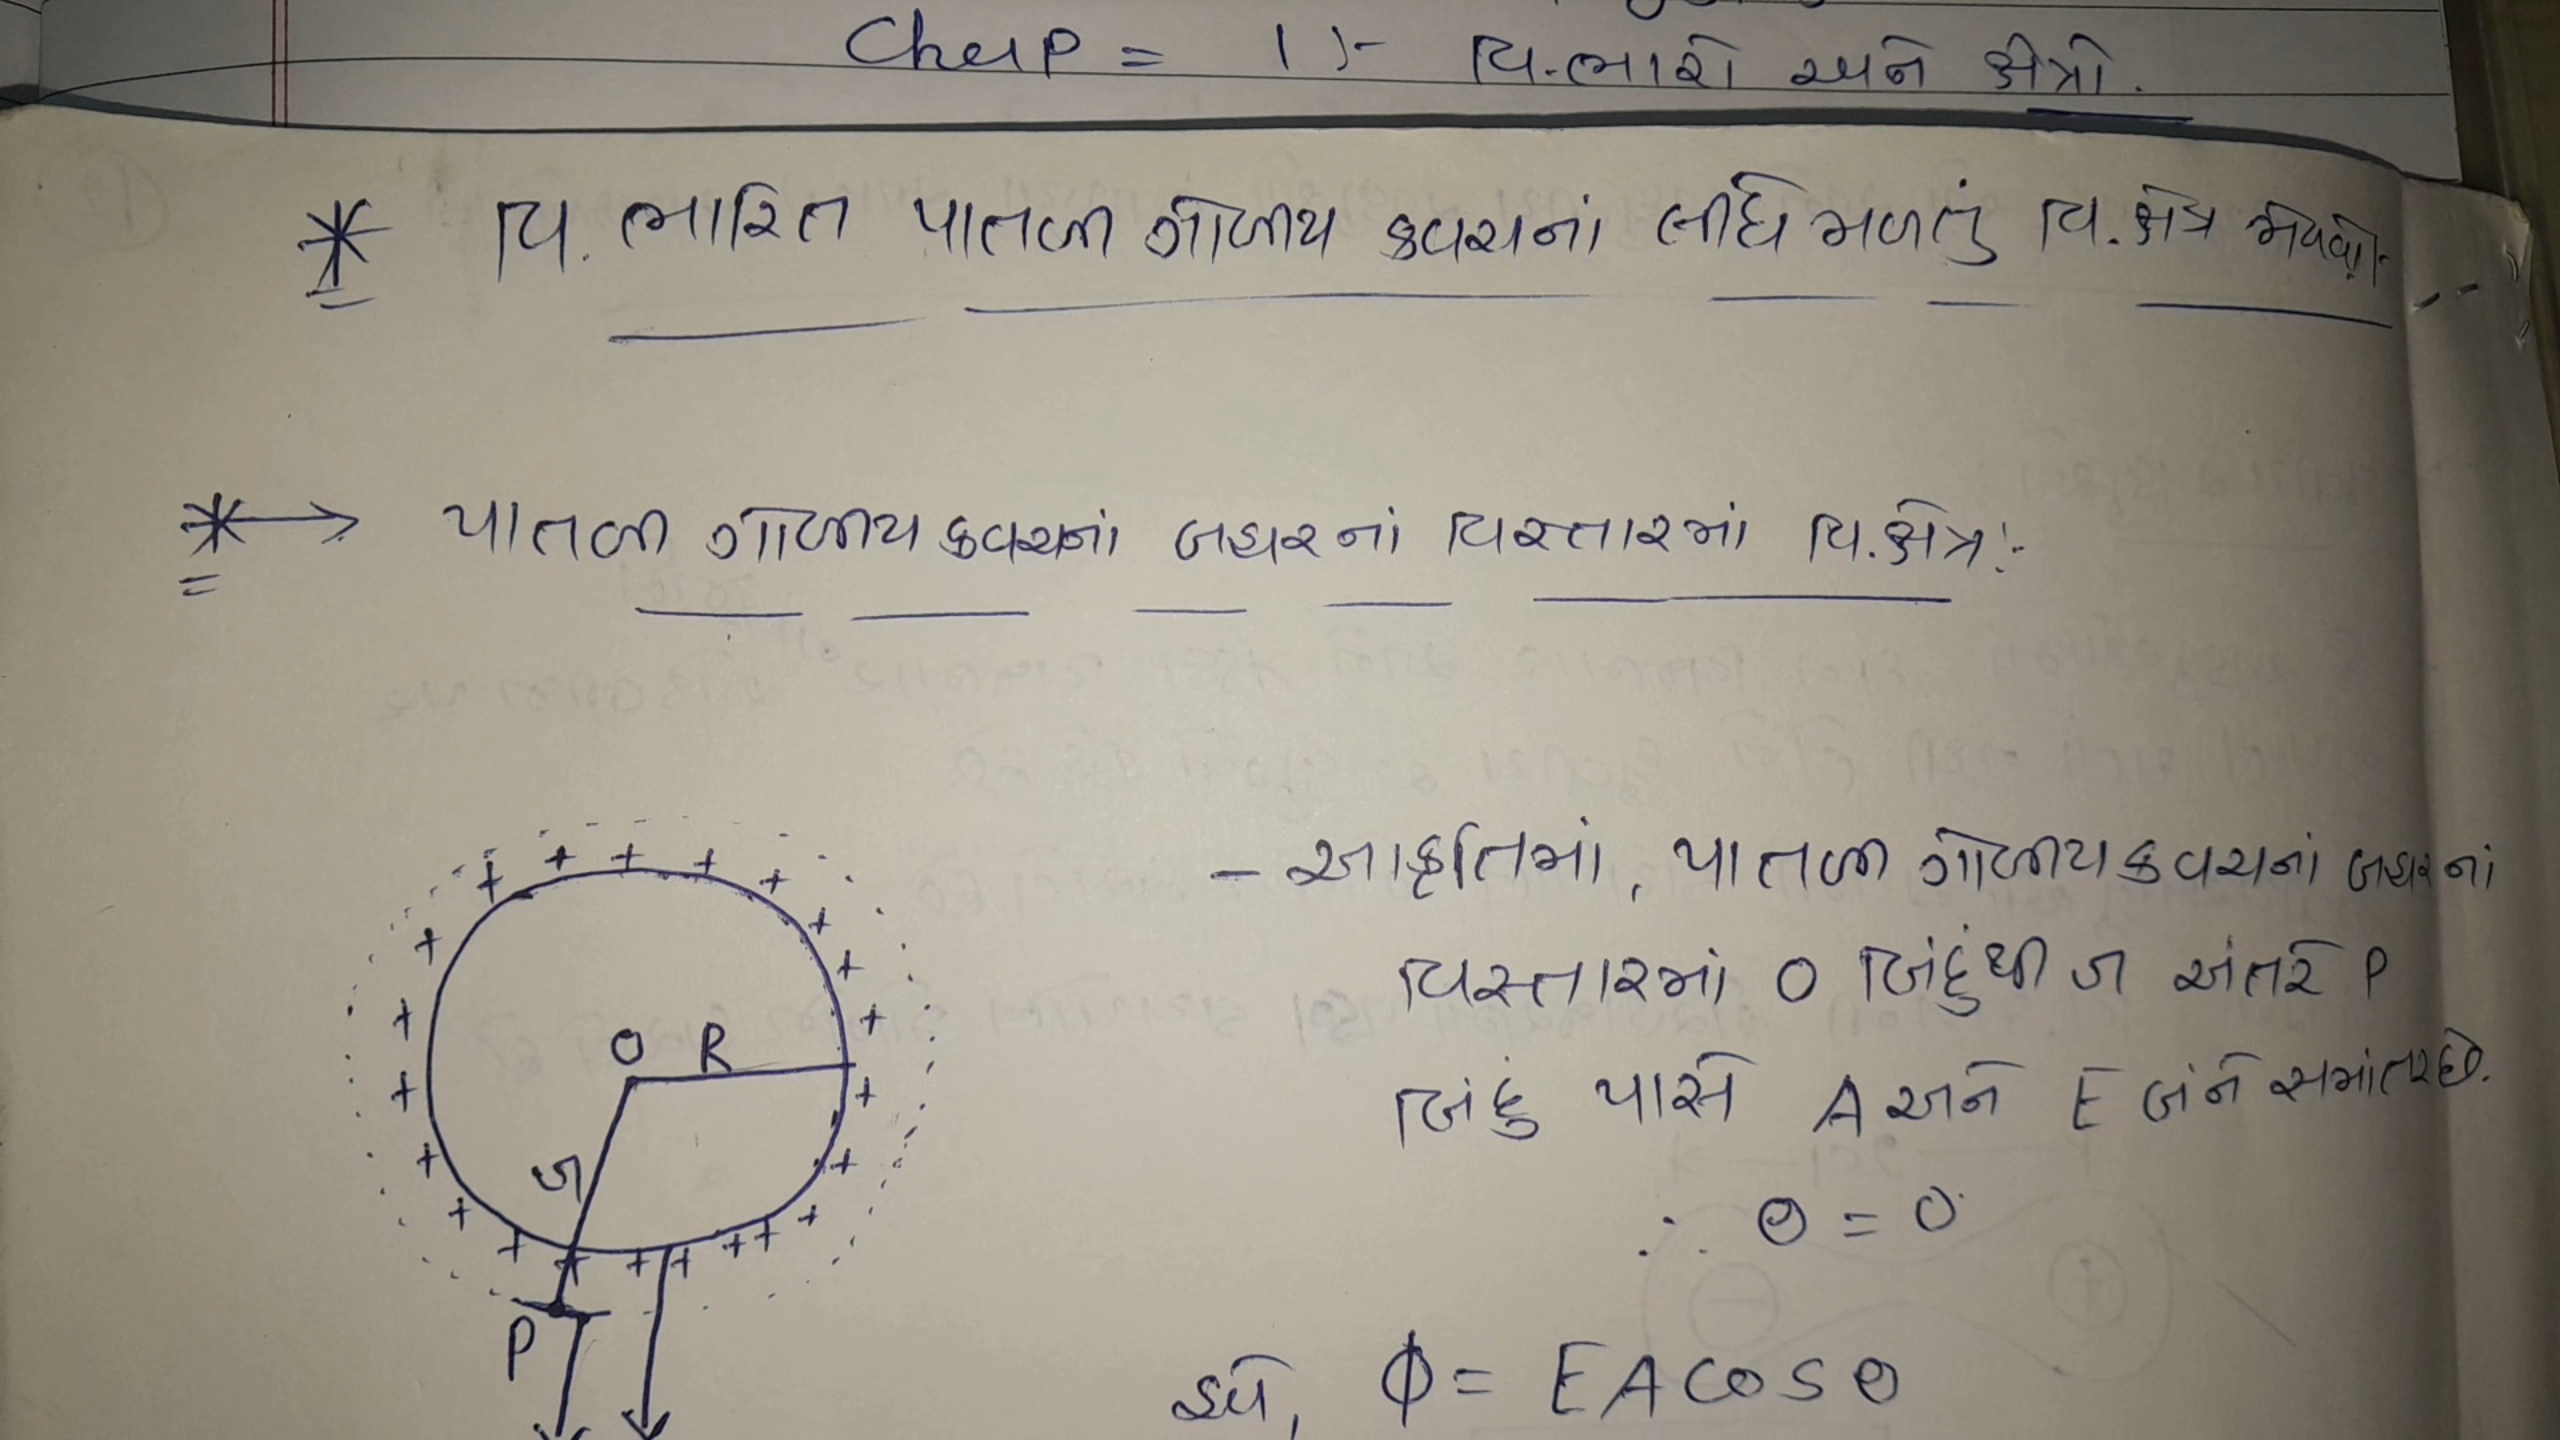 Chap = 1 :- વિ.ભારો અને ક્ષેત્રો.
* વિ. ભારિત પાતળી ગોળીય કવચનાં લીધે મળતું વિ. ક્ષેત્ર મેળવો:-
* → પાતળી ગોળીય કવચનાં બહારનાં વિસ્તારમાં વિ.ક્ષેત્ર:-
- આકૃતિમાં, પાતળી ગોળીય કવચનાં બહારનાં
વિસ્તારમાં O બિંદુથી r અંતરે P
બિંદુ પાસે A અને E બંને સમાંતર છે.
∴ θ = 0
હવે, Φ = EA cos θ
+ + + + + + + + + + + + + + + + + + + + + + + +
O R
r
P